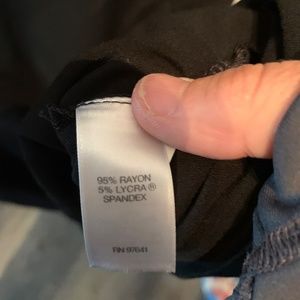 95% RAYON
5% LYCRA®
SPANDEX
RN 97641